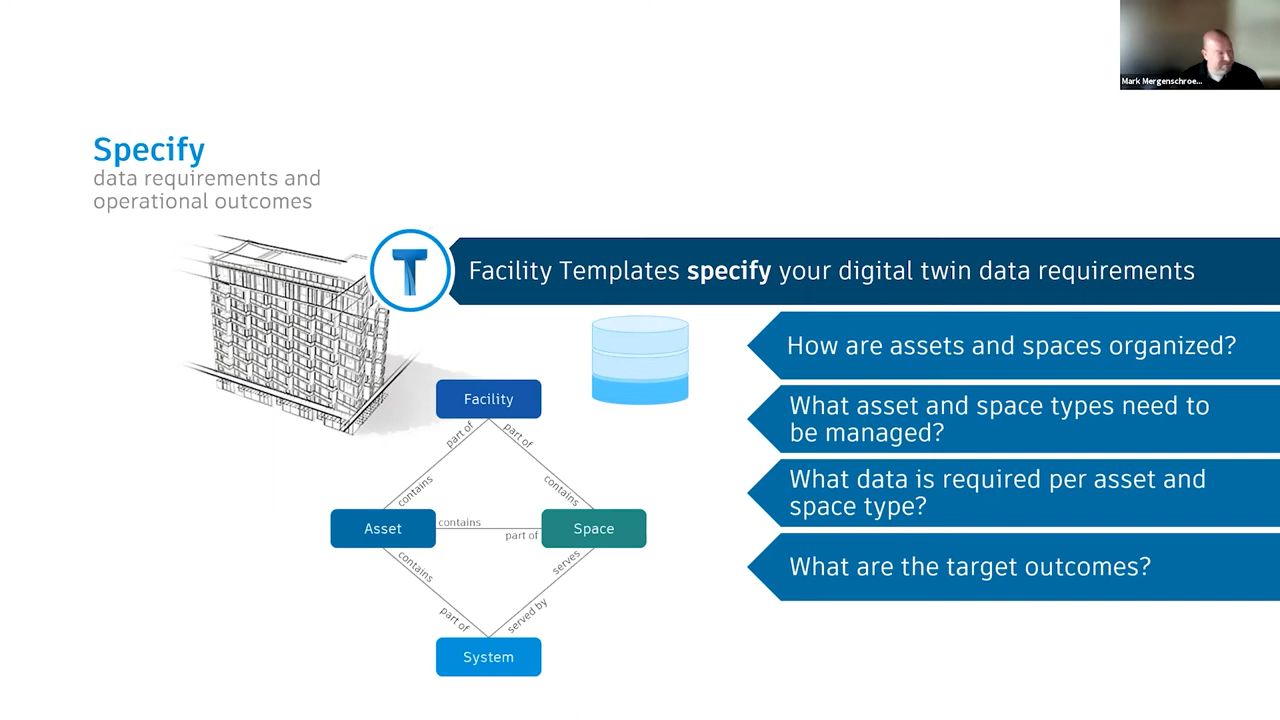 Mark Mergenschroe...
Specify
data requirements and
operational outcomes
T
Facility Templates specify your digital twin data requirements
How are assets and spaces organized?
What asset and space types need to
be managed?
What data is required per asset and
space type?
What are the target outcomes?
Facility
part of
part of
contains
contains
Asset
contains
part of
Space
contains
serves
part of
served by
System